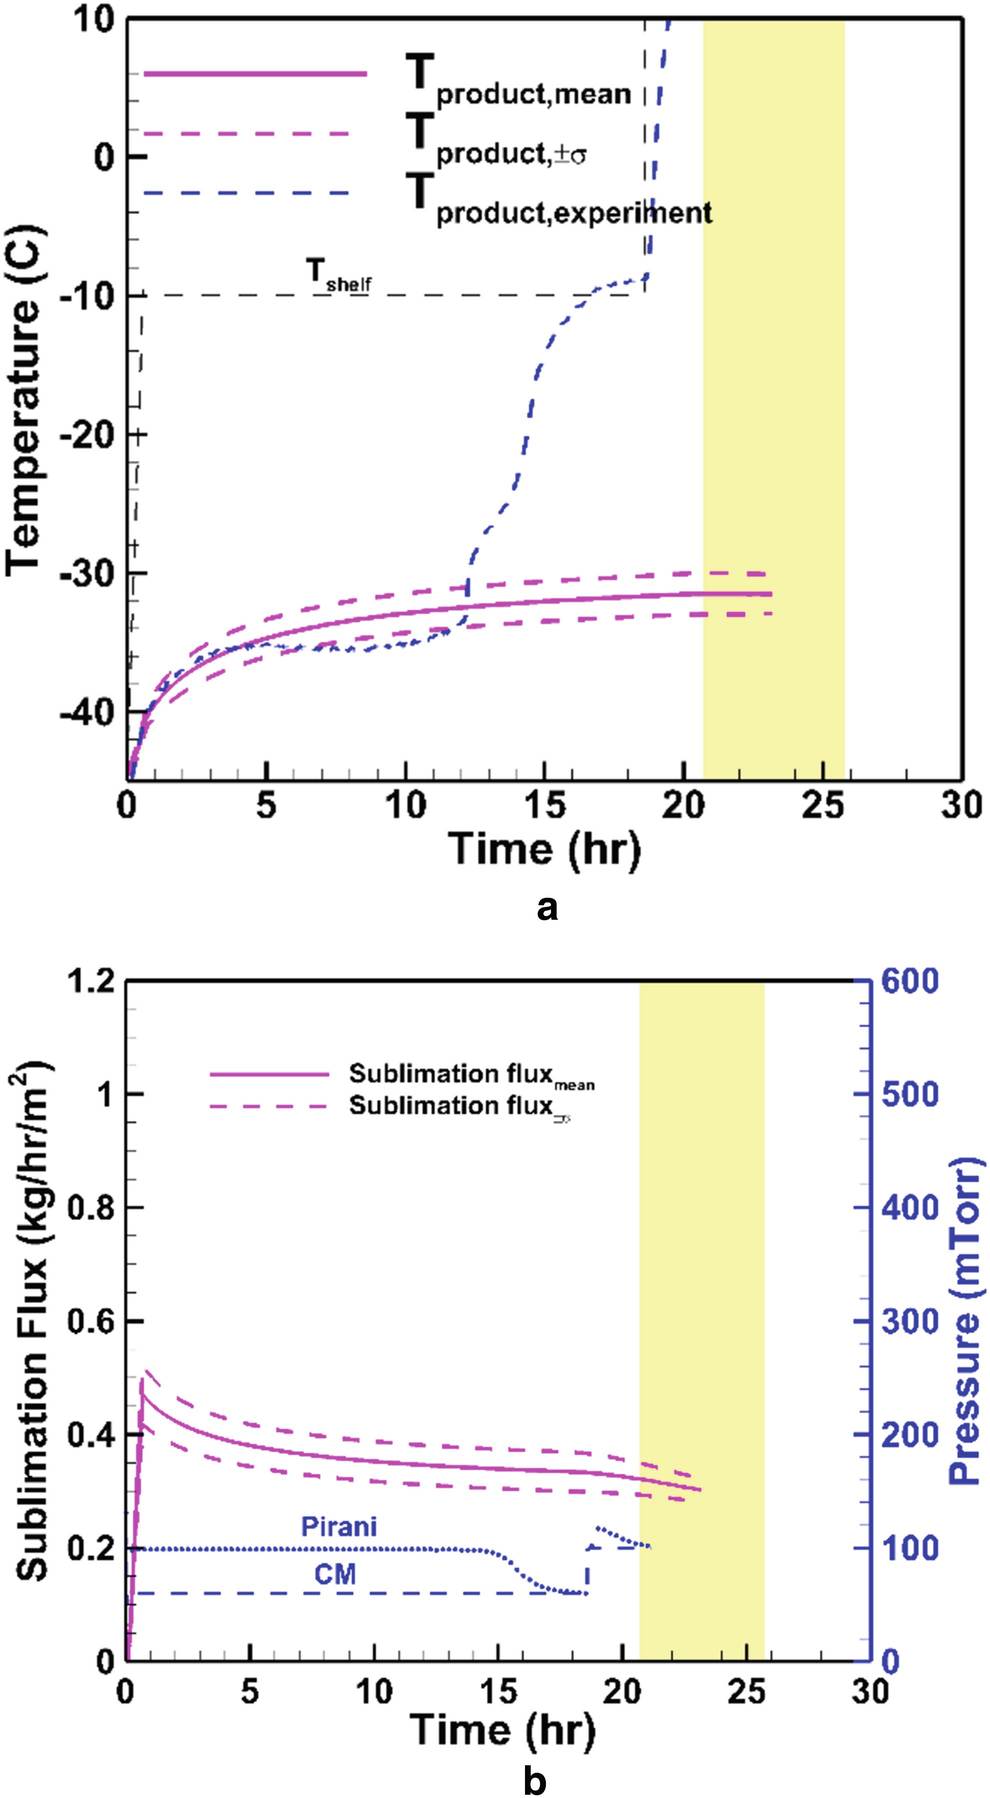 10
0
-10
-20
-30
-40
Temperature (C)
T product,mean
T product,±σ
T product,experiment
T shelf
0 5 10 15 20 25 30
Time (hr)
a
1.2
1
0.8
0.6
0.4
0.2
0
Sublimation Flux (kg/hr/m²)
Sublimation flux mean
Sublimation flux ±σ
Pirani
CM
600
500
400
300
200
100
0
Pressure (mTorr)
0 5 10 15 20 25 30
Time (hr)
b